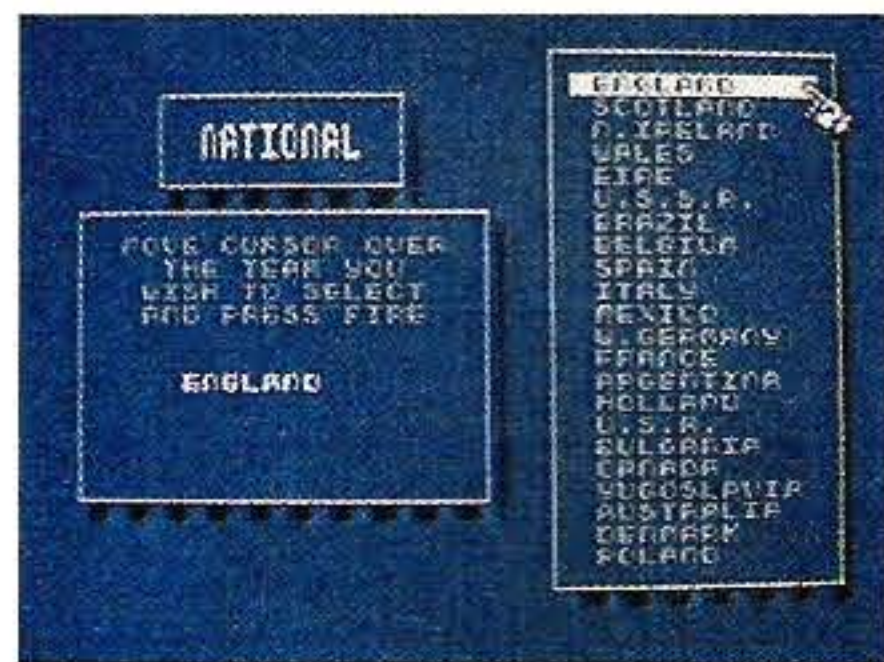 NATIONAL
MOVE CURSOR OVER
THE TEAM YOU
WISH TO SELECT
AND PRESS FIRE
ENGLAND
ENGLAND
SCOTLAND
N.IRELAND
WALES
EIRE
U.S.S.R.
BRAZIL
BELGIUM
SPAIN
ITALY
MEXICO
W.GERMANY
FRANCE
ARGENTINA
HOLLAND
U.S.A.
BULGARIA
CANADA
YUGOSLAVIA
AUSTRALIA
DENMARK
POLAND